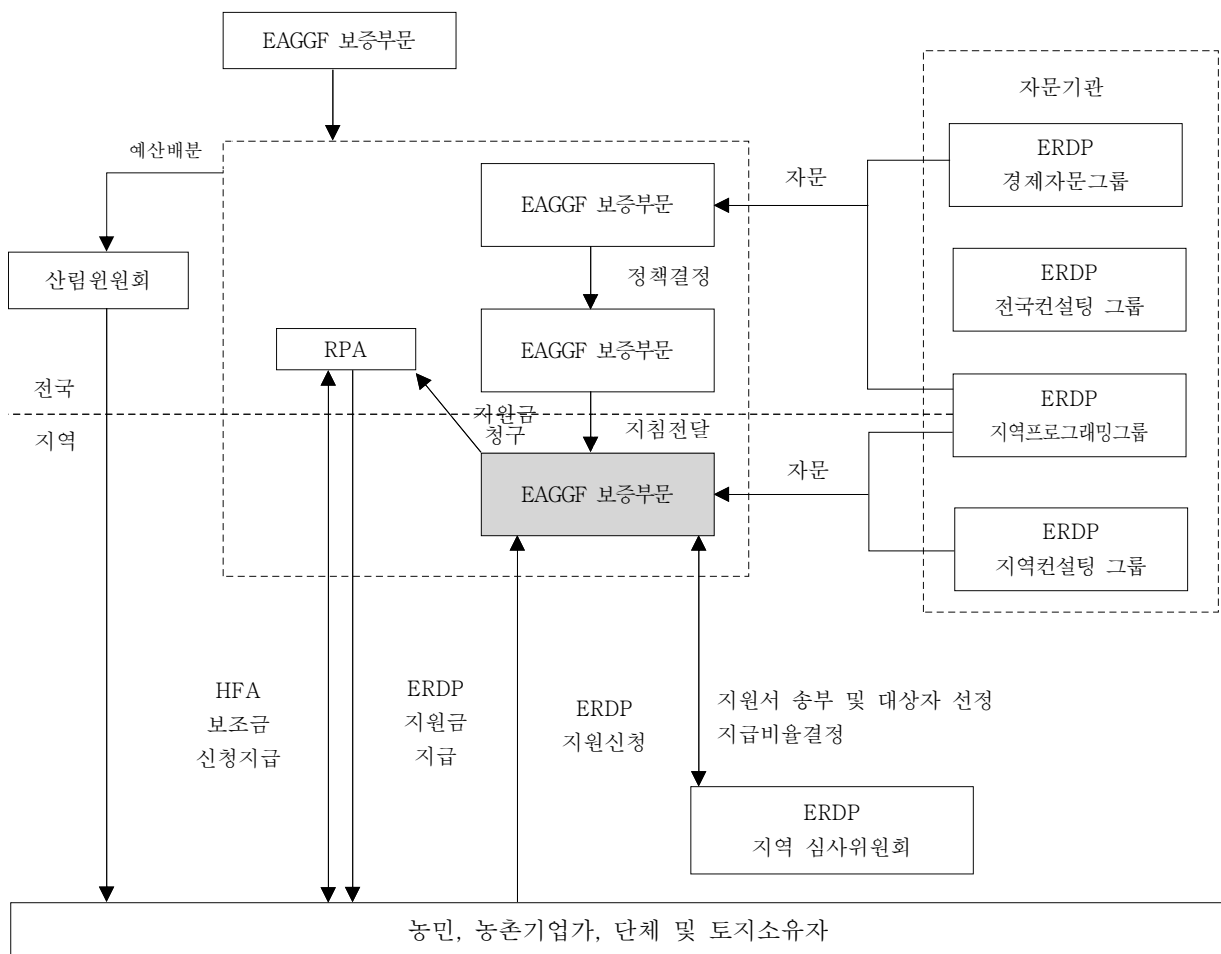 EAGGF 보증부문
자문기관
예산배분
ERDP
경제자문그룹
EAGGF 보증부문
자문
산림윈원회
정책결정
ERDP
전국컨설팅 그룹
RPA
EAGGF 보증부문
전국
지역
지원금
청구
지침전달
ERDP
지역프로그래밍그룹
EAGGF 보증부문
자문
ERDP
지역컨설팅 그룹
HFA
보조금
신청지급
ERDP
지원금
지급
ERDP
지원신청
지원서 송부 및 대상자 선정
지급비율결정
ERDP
지역 심사위원회
농민, 농촌기업가, 단체 및 토지소유자